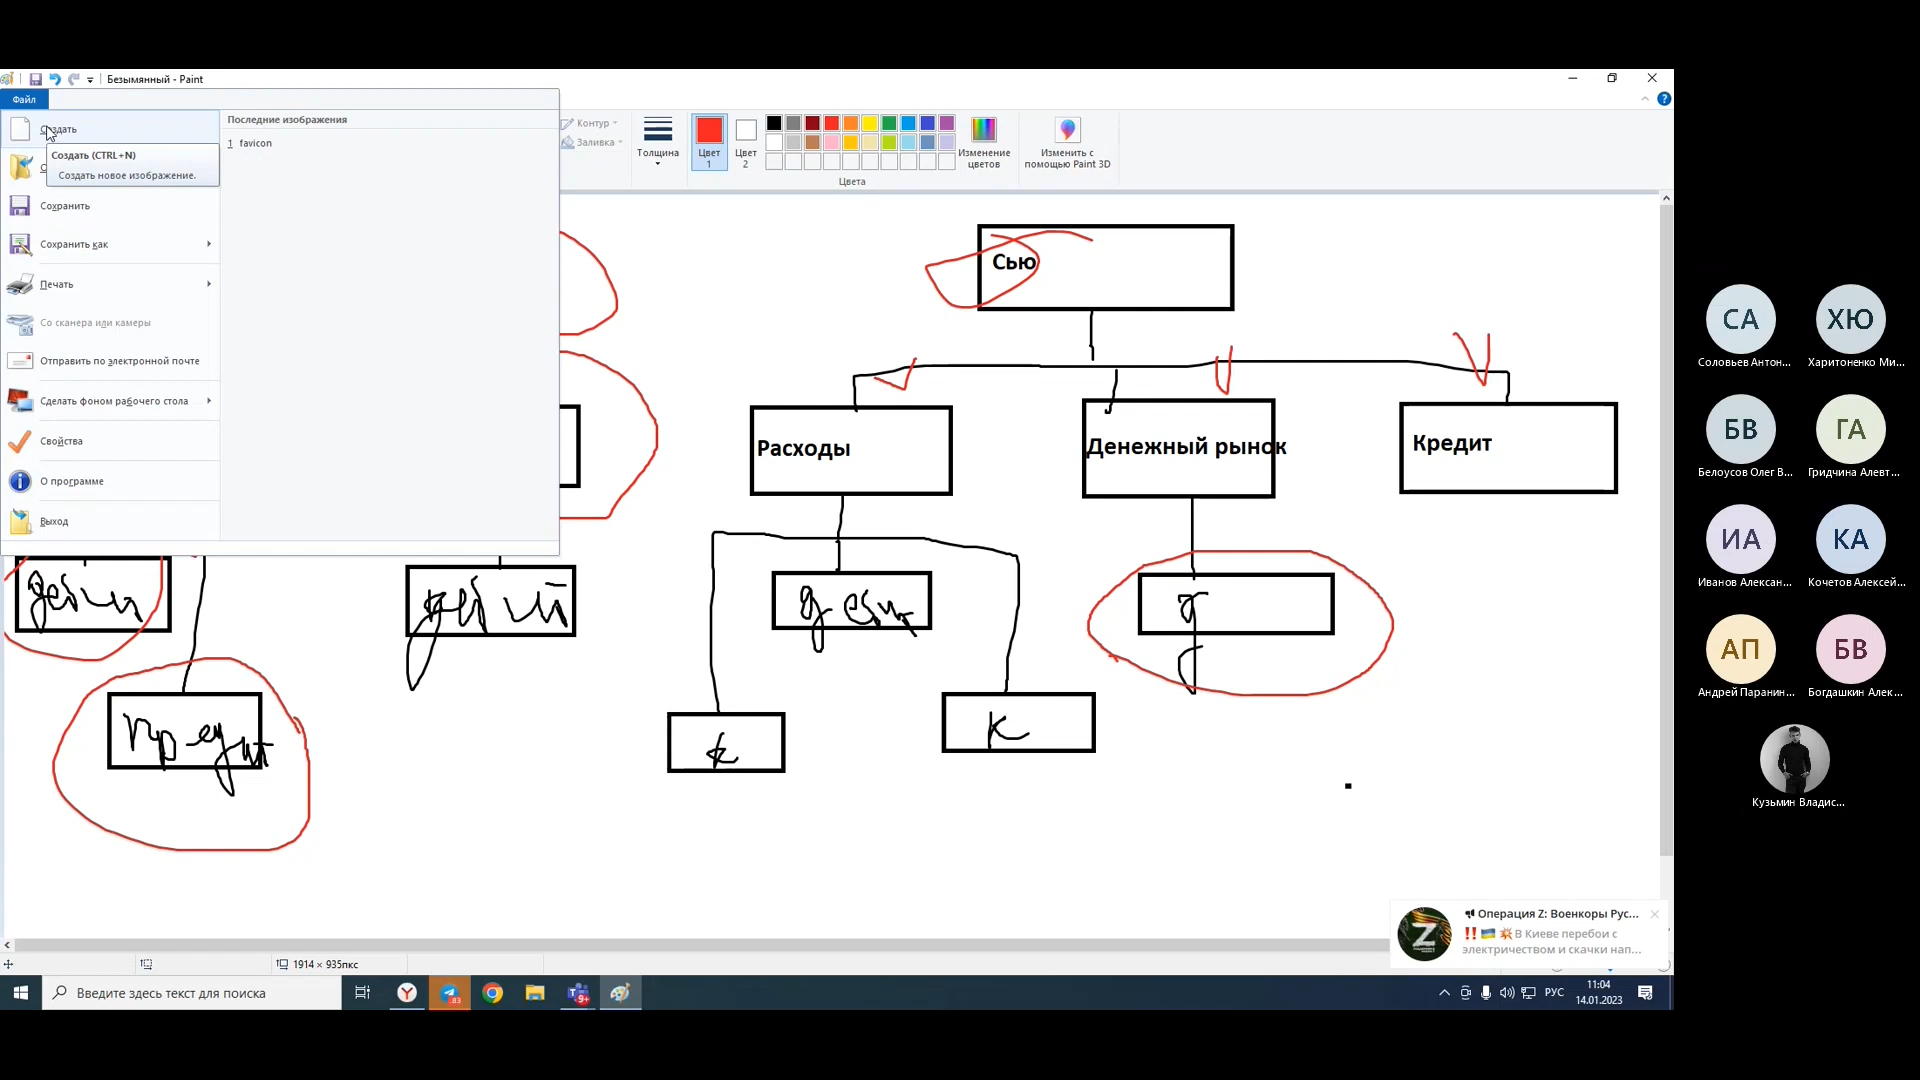 Безымянный - Paint
Файл
Создать
Создать (CTRL+N)
Создать новое изображение.
Сохранить
Сохранить как
Печать
Со сканера или камеры
Отправить по электронной почте
Сделать фоном рабочего стола
Свойства
О программе
Выход
Последние изображения
1 favicon
Контур
Заливка
Толщина
Цвет 1
Цвет 2
Изменение цветов
Изменить с помощью Paint 3D
Цвета
Сью
Расходы
Денежный рынок
Кредит
к
СА
Соловьев Антон...
ХЮ
Харитоненко Ми...
БВ
Белоусов Олег В...
ГА
Гридчина Алевт...
ИА
Иванов Алексан...
КА
Кочетов Алексей...
АП
Андрей Паранин...
БВ
Богдашкин Алек...
Кузьмин Владис...
Операция Z: Военкоры Рус...
В Киеве перебои с
электричеством и скачки нап...
1914 × 935пкс
Введите здесь текст для поиска
83
9+
РУС
11:04
14.01.2023